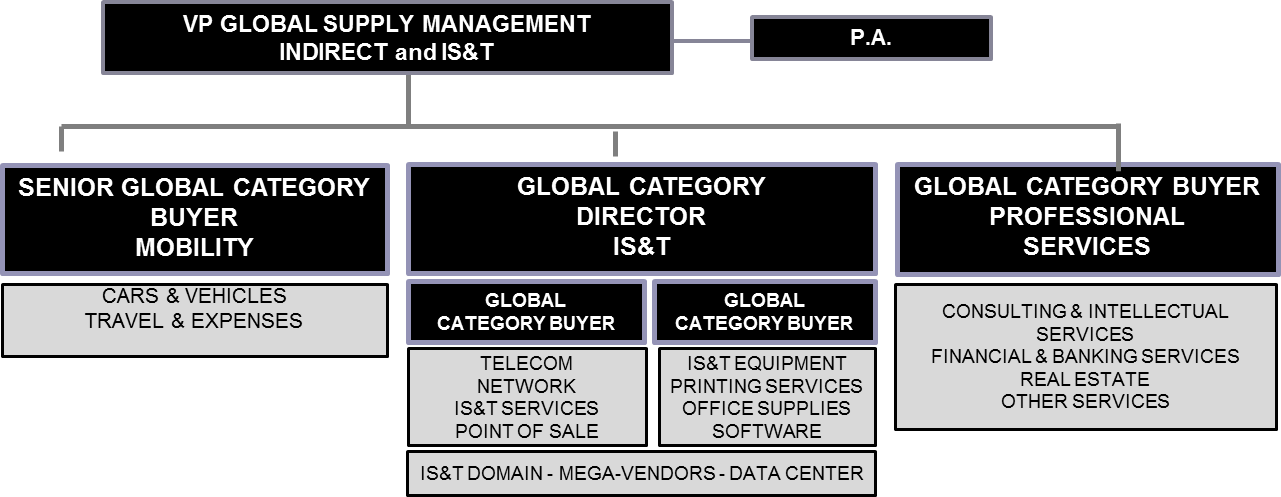 VP GLOBAL SUPPLY MANAGEMENT
INDIRECT and IS&T
P.A.
SENIOR GLOBAL CATEGORY
BUYER
MOBILITY
CARS & VEHICLES
TRAVEL & EXPENSES
GLOBAL CATEGORY
DIRECTOR
IS&T
GLOBAL
CATEGORY BUYER
TELECOM
NETWORK
IS&T SERVICES
POINT OF SALE
GLOBAL
CATEGORY BUYER
IS&T EQUIPMENT
PRINTING SERVICES
OFFICE SUPPLIES
SOFTWARE
IS&T DOMAIN - MEGA-VENDORS - DATA CENTER
GLOBAL CATEGORY BUYER
PROFESSIONAL
SERVICES
CONSULTING & INTELLECTUAL
SERVICES
FINANCIAL & BANKING SERVICES
REAL ESTATE
OTHER SERVICES